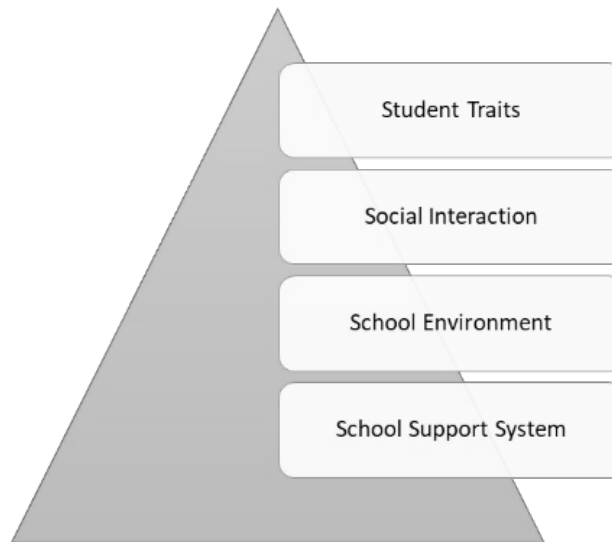 Student Traits
Social Interaction
School Environment
School Support System